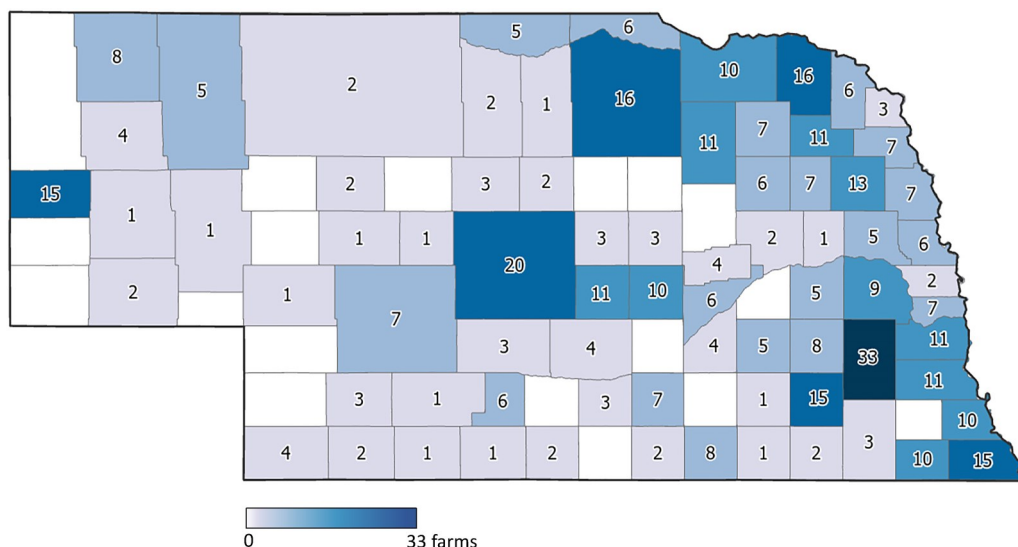 5 6
8 5 2 2 1 16 10 16 6 3
4 11 7 11 7
15 1 1 2 3 2 6 7 13 7
1 1 20 3 3 2 1 5 6
2 1 7 11 10 4 6 5 9 2 7
3 4 4 5 8 33 11
3 1 6 3 7 1 15 11
4 2 1 1 2 2 8 1 2 3 10 10 15
0 33 farms